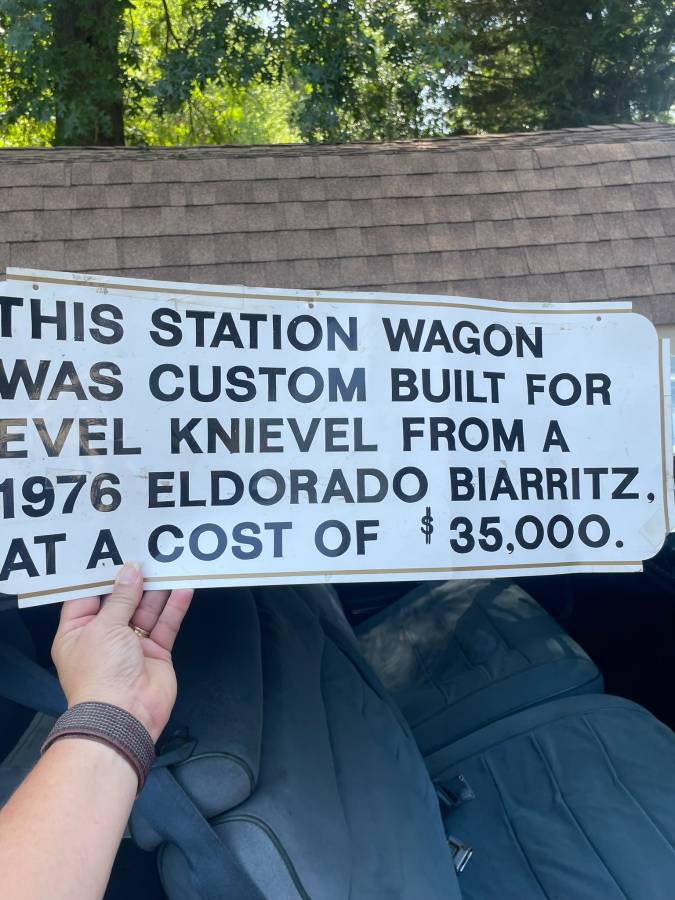 THIS STATION WAGON
WAS CUSTOM BUILT FOR
EVEL KNIEVEL FROM A
1976 ELDORADO BIARRITZ,
AT A COST OF $35,000.